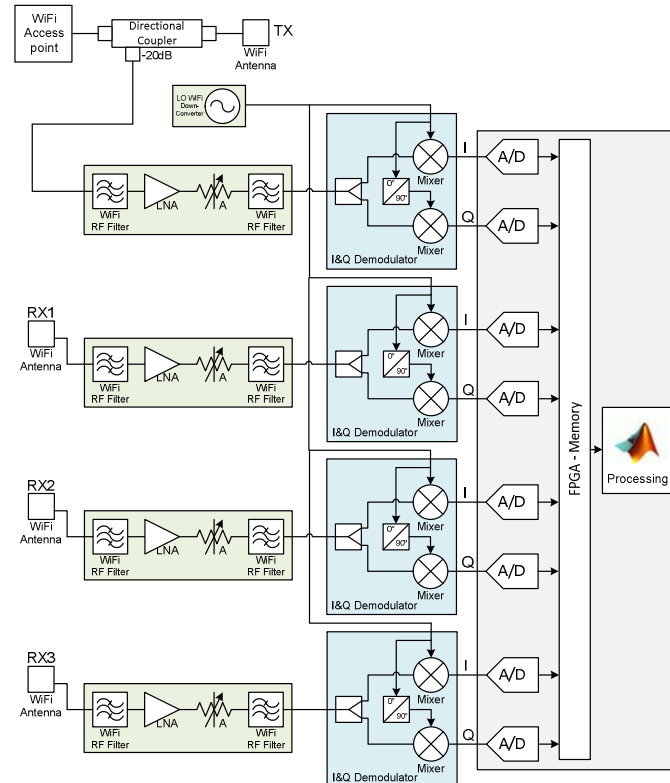 WiFi
Access
point
Directional
Coupler
TX
WiFi
Antenna
-20dB
LO WiFi
Down-
Converter
WiFi
RF Filter
LNA
A
WiFi
RF Filter
0°
90°
Mixer
Mixer
I&Q Demodulator
I
Q
A/D
A/D
RX1
WiFi
Antenna
WiFi
RF Filter
LNA
A
WiFi
RF Filter
0°
90°
Mixer
Mixer
I&Q Demodulator
I
Q
A/D
A/D
RX2
WiFi
Antenna
WiFi
RF Filter
LNA
A
WiFi
RF Filter
0°
90°
Mixer
Mixer
I&Q Demodulator
I
Q
A/D
A/D
RX3
WiFi
Antenna
WiFi
RF Filter
LNA
A
WiFi
RF Filter
0°
90°
Mixer
Mixer
I&Q Demodulator
I
Q
A/D
A/D
FPGA - Memory
Processing